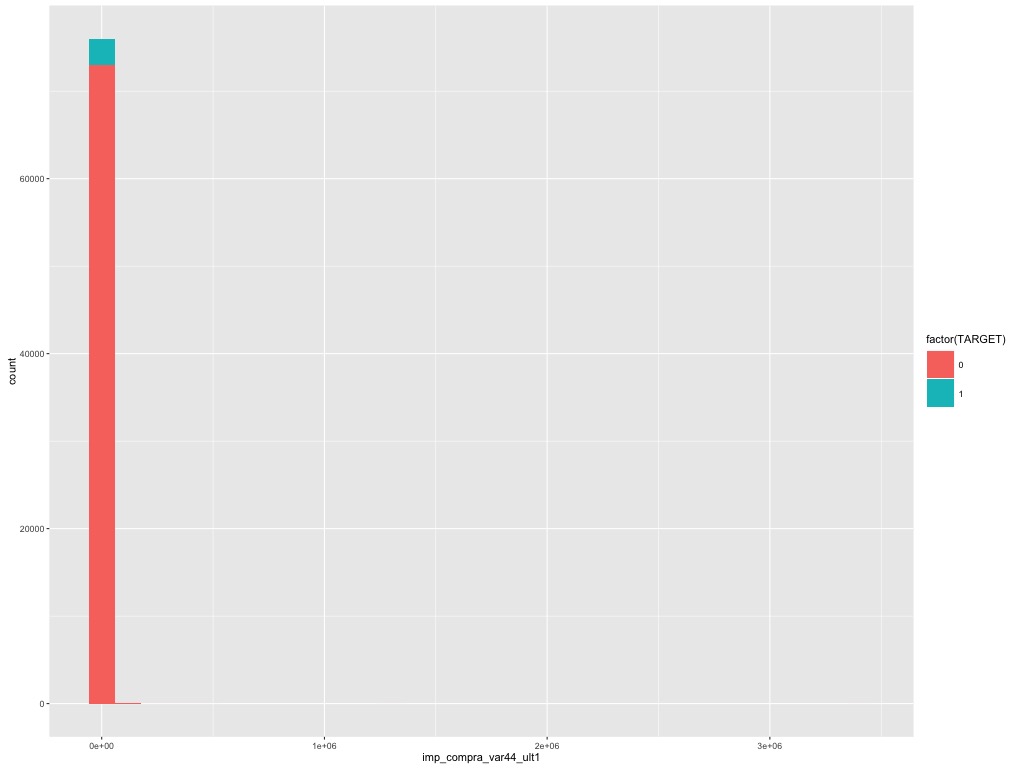 count
60000
40000
20000
0
0e+00
1e+06
2e+06
3e+06
imp_compra_var44_ult1
factor(TARGET)
0
1